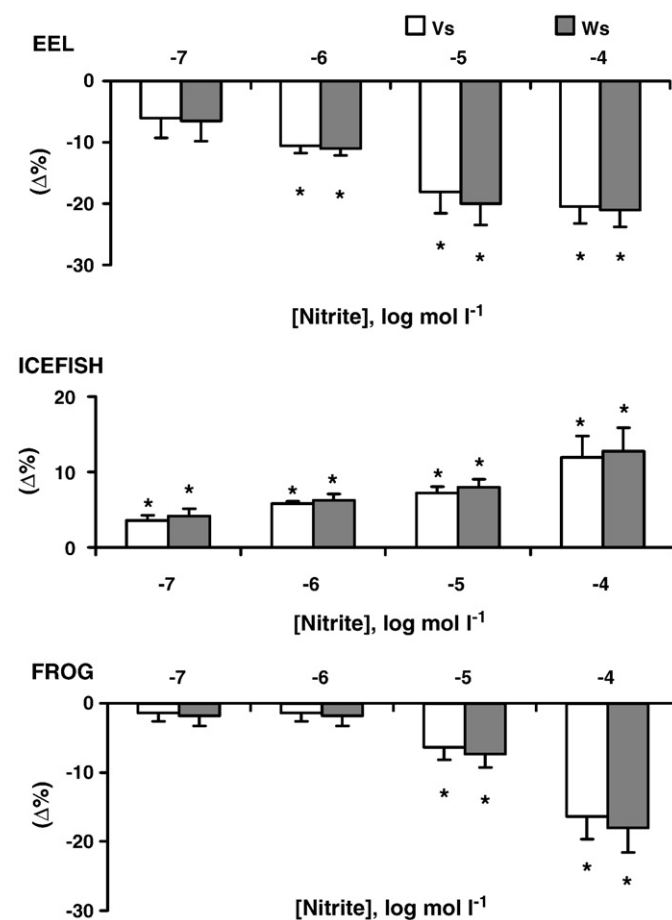 Vs Ws
EEL
-7 -6 -5 -4
0
-10
-20
-30
(Δ%)
* *
* *
* *
[Nitrite], log mol l⁻¹
ICEFISH
20
10
0
(Δ%)
* * * * * * * *
-7 -6 -5 -4
[Nitrite], log mol l⁻¹
FROG
-7 -6 -5 -4
0
-10
-20
-30
(Δ%)
* *
* *
[Nitrite], log mol l⁻¹